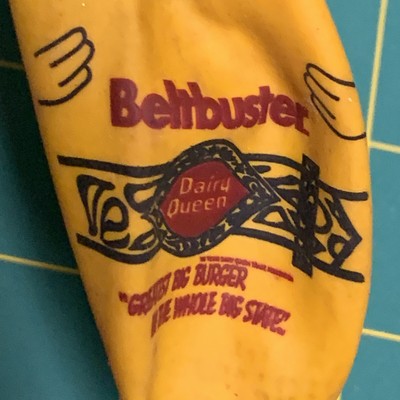 Beltbuster
Dairy
Queen
"GREATEST BIG BURGER
IN THE WHOLE BIG STATE!"